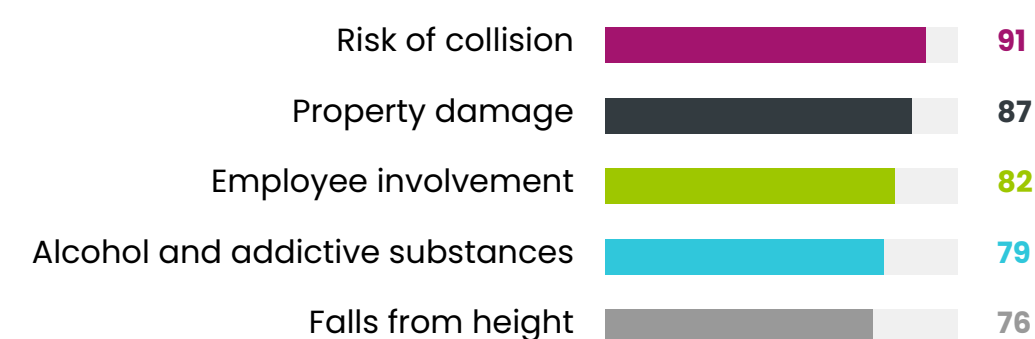 Risk of collision 91
Property damage 87
Employee involvement 82
Alcohol and addictive substances 79
Falls from height 76